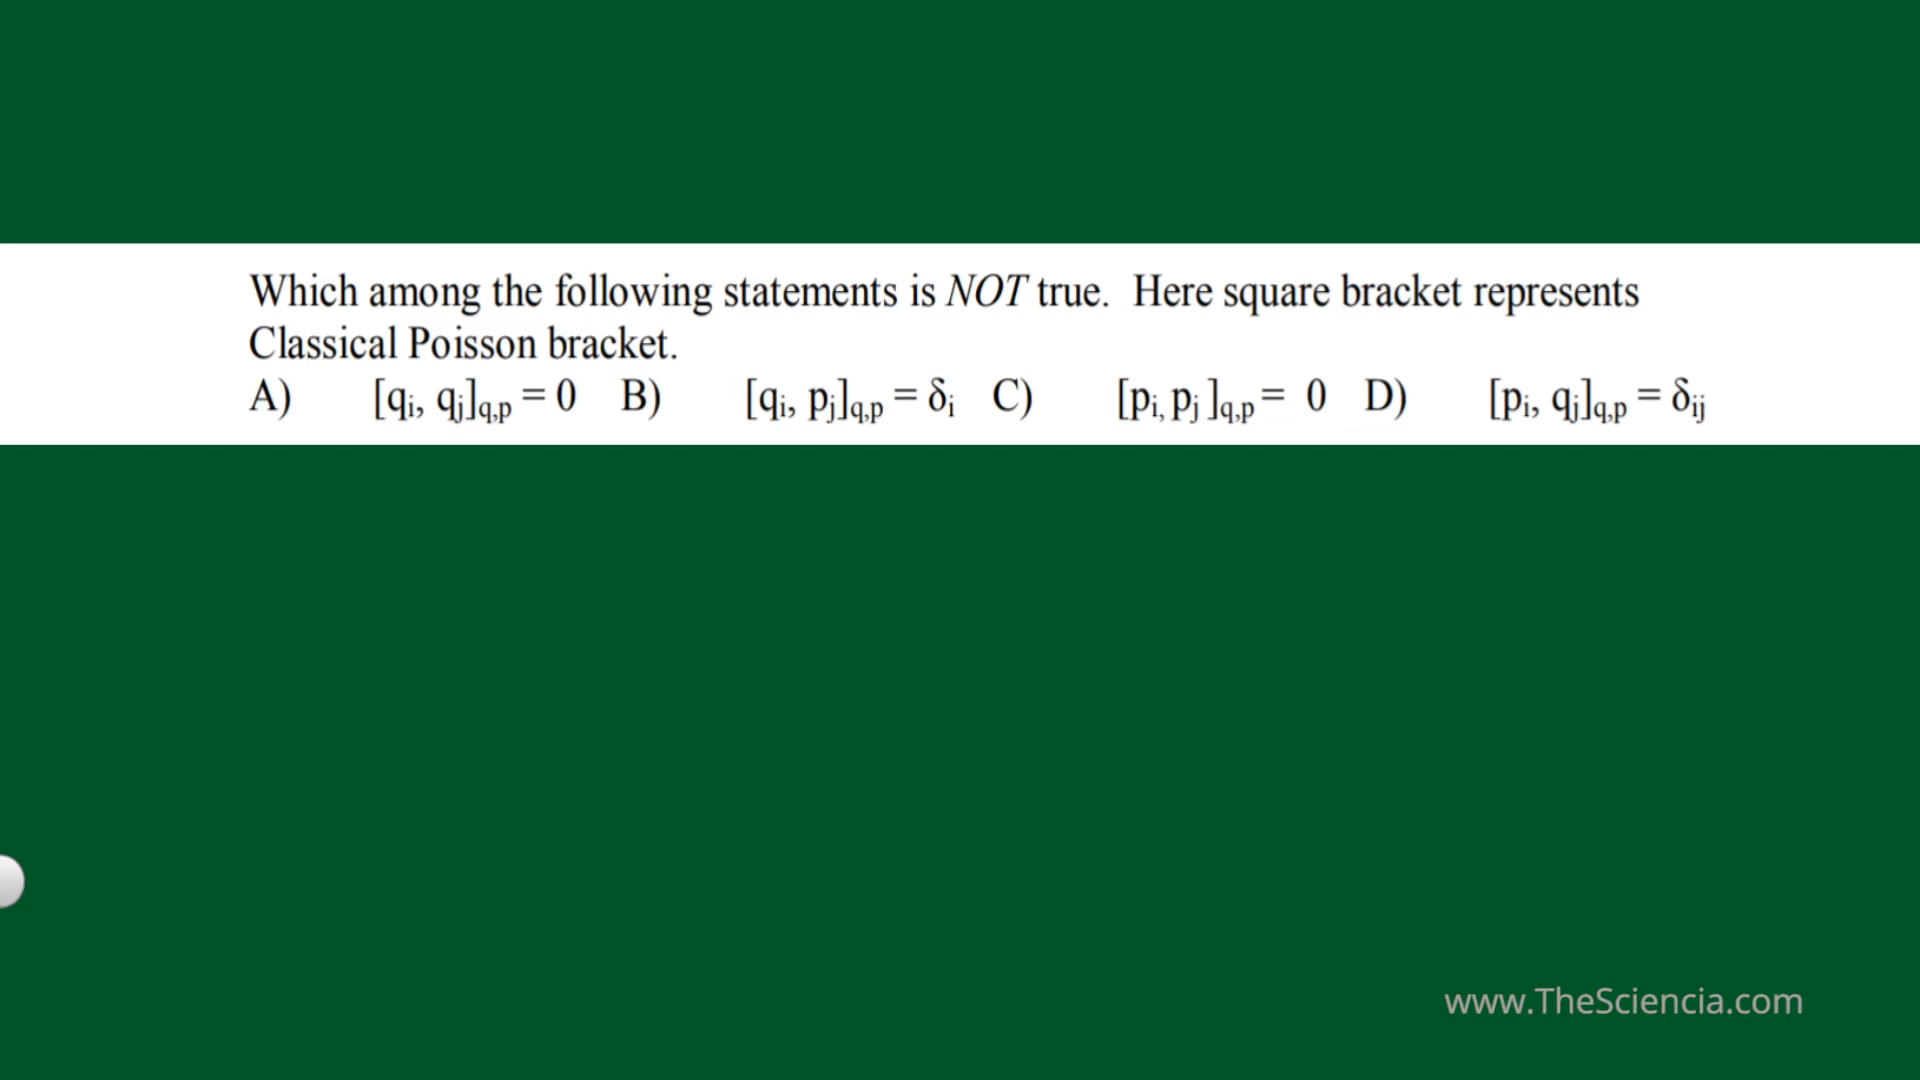 Which among the following statements is NOT true. Here square bracket represents
Classical Poisson bracket.
A) [qi, qj]q,p = 0 B) [qi, pj]q,p = δi C) [pi, pj ]q,p = 0 D) [pi, qj]q,p = δij
www.TheSciencia.com